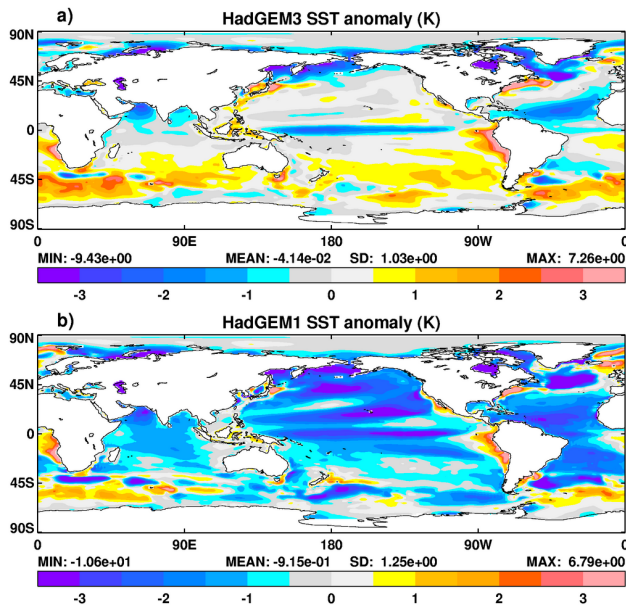 a) HadGEM3 SST anomaly (K)
90N
45N
0
45S
90S
0 90E 180 90W 0
MIN: -9.43e+00 MEAN: -4.14e-02 SD: 1.03e+00 MAX: 7.26e+00
-3 -2 -1 0 1 2 3
b) HadGEM1 SST anomaly (K)
90N
45N
0
45S
90S
0 90E 180 90W 0
MIN: -1.06e+01 MEAN: -9.15e-01 SD: 1.25e+00 MAX: 6.79e+00
-3 -2 -1 0 1 2 3